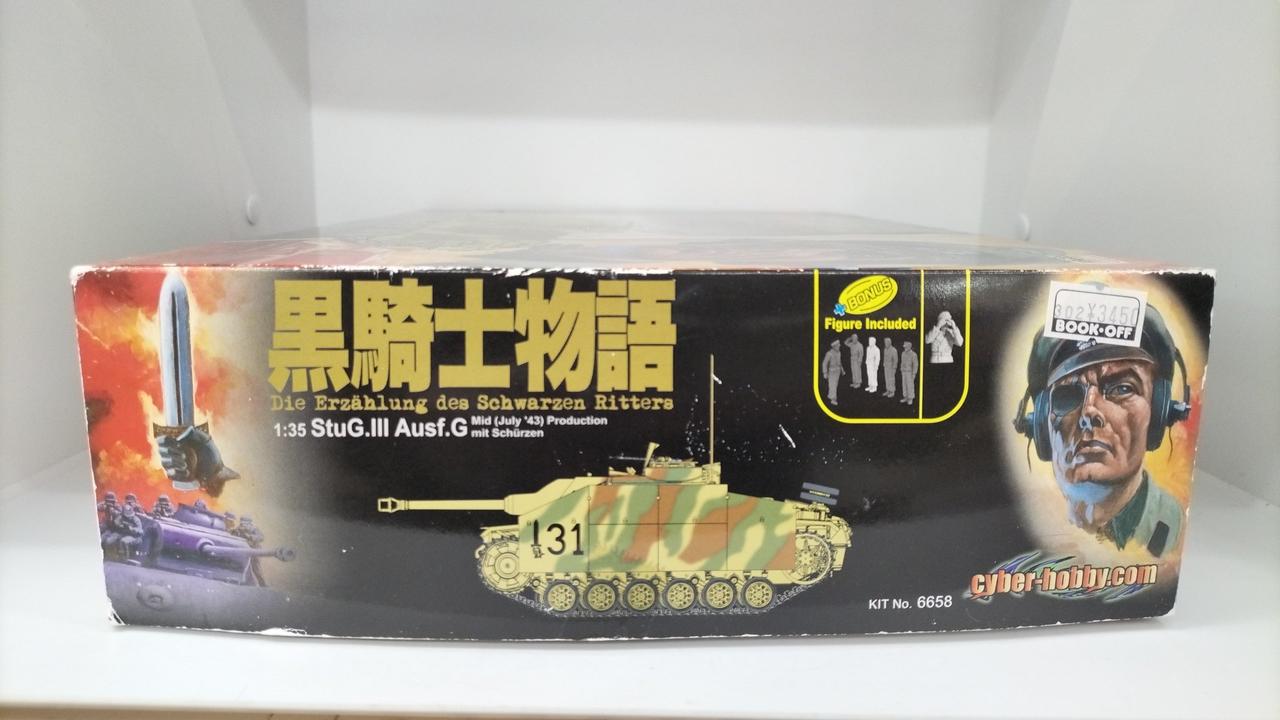 黒騎士物語
Die Erzählung des Schwarzen Ritters
1:35 StuG.III Ausf.G Mid (July '43) Production
mit Schürzen
+ BONUS
Figure Included
302 ¥3450
BOOK·OFF
131
KIT No. 6658
cyber-hobby.com